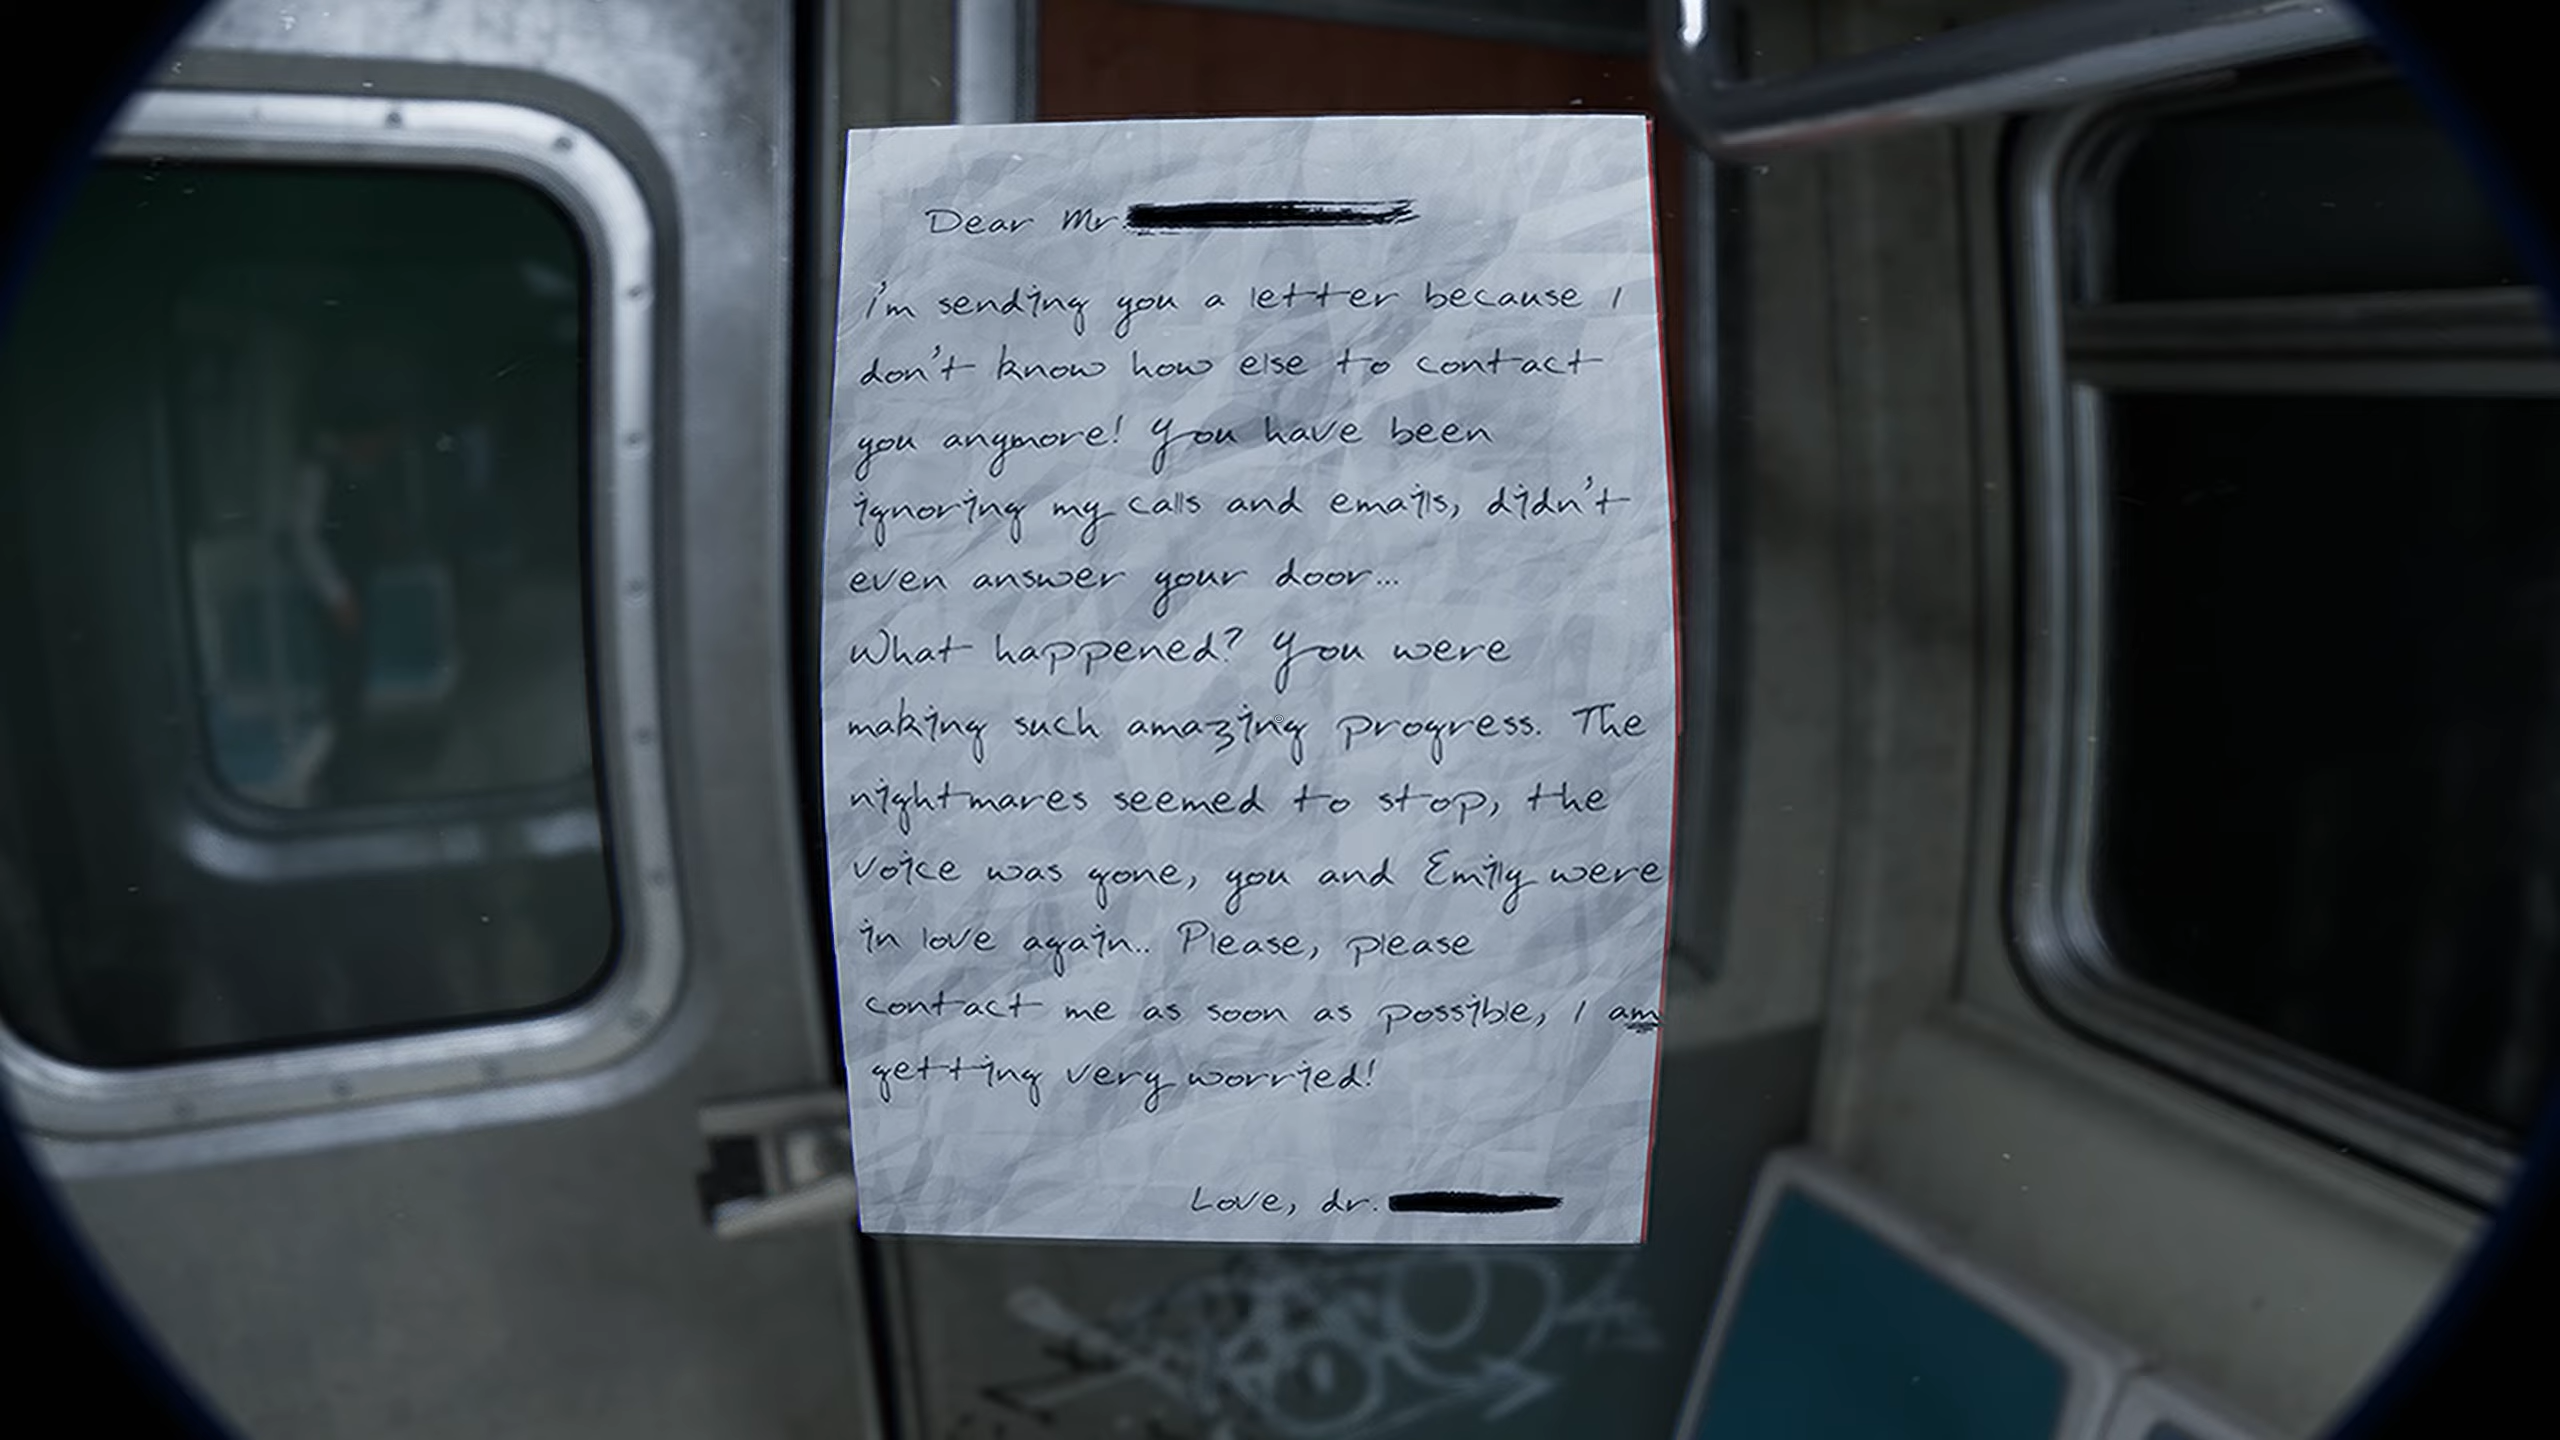 Dear Mr.
i'm sending you a letter because I
don't know how else to contact
you anymore! You have been
ignoring my calls and emails, didn't
even answer your door...
What happened? You were
making such amazing progress. The
nightmares seemed to stop, the
voice was gone, you and Emily were
in love again.. Please, please
contact me as soon as possible, I am
getting very worried!
Love, dr.